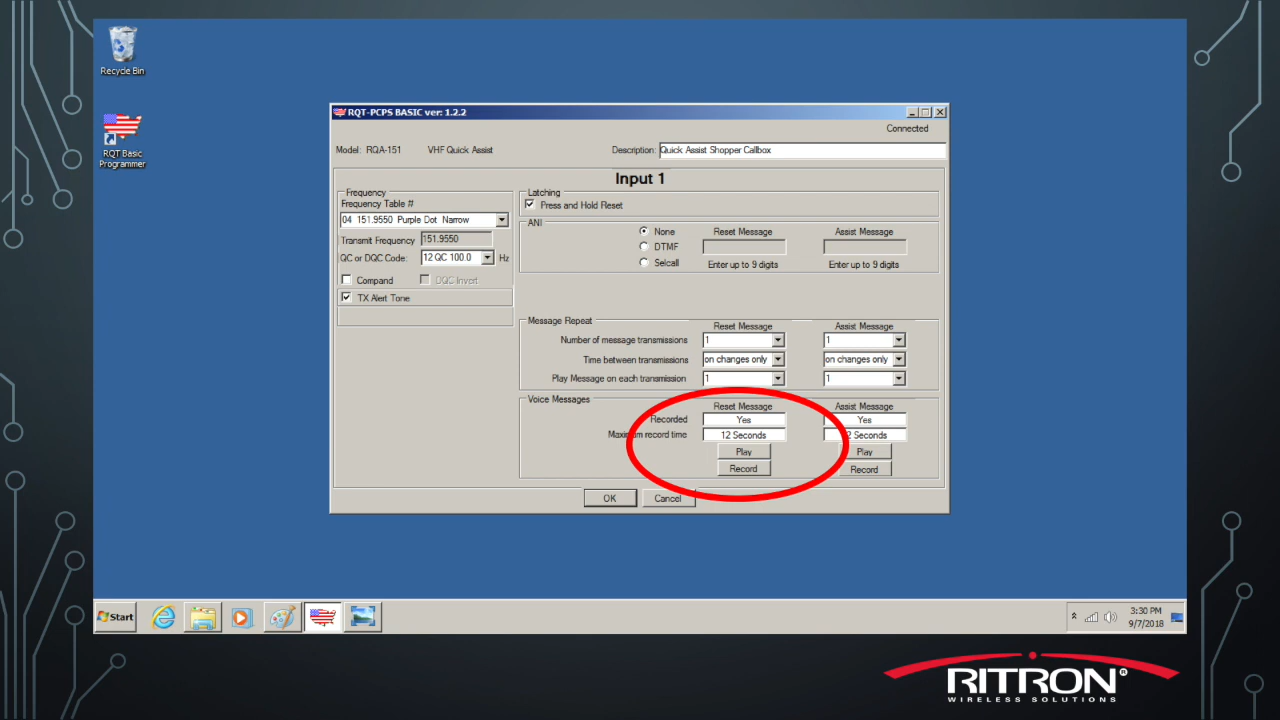 Recycle Bin
RQT Basic
Programmer
RQT-PCPS BASIC ver: 1.2.2
Connected
Model: RQA-151 VHF Quick Assist Description: Quick Assist Shopper Callbox
Input 1
Frequency
Frequency Table #
04 151.9550 Purple Dot Narrow
Transmit Frequency 151.9550
QC or DQC Code: 12 QC 100.0 Hz
Compand DQC Invert
TX Alert Tone
Latching
Press and Hold Reset
ANI
None Reset Message Assist Message
DTMF
Selcall Enter up to 9 digits Enter up to 9 digits
Message Repeat
Reset Message Assist Message
Number of message transmissions 1 1
Time between transmissions on changes only on changes only
Play Message on each transmission 1 1
Voice Messages
Reset Message Assist Message
Recorded Yes Yes
Maximum record time 12 Seconds 2 Seconds
Play Play
Record Record
OK Cancel
Start
3:30 PM
9/7/2018
RITRON®
WIRELESS SOLUTIONS